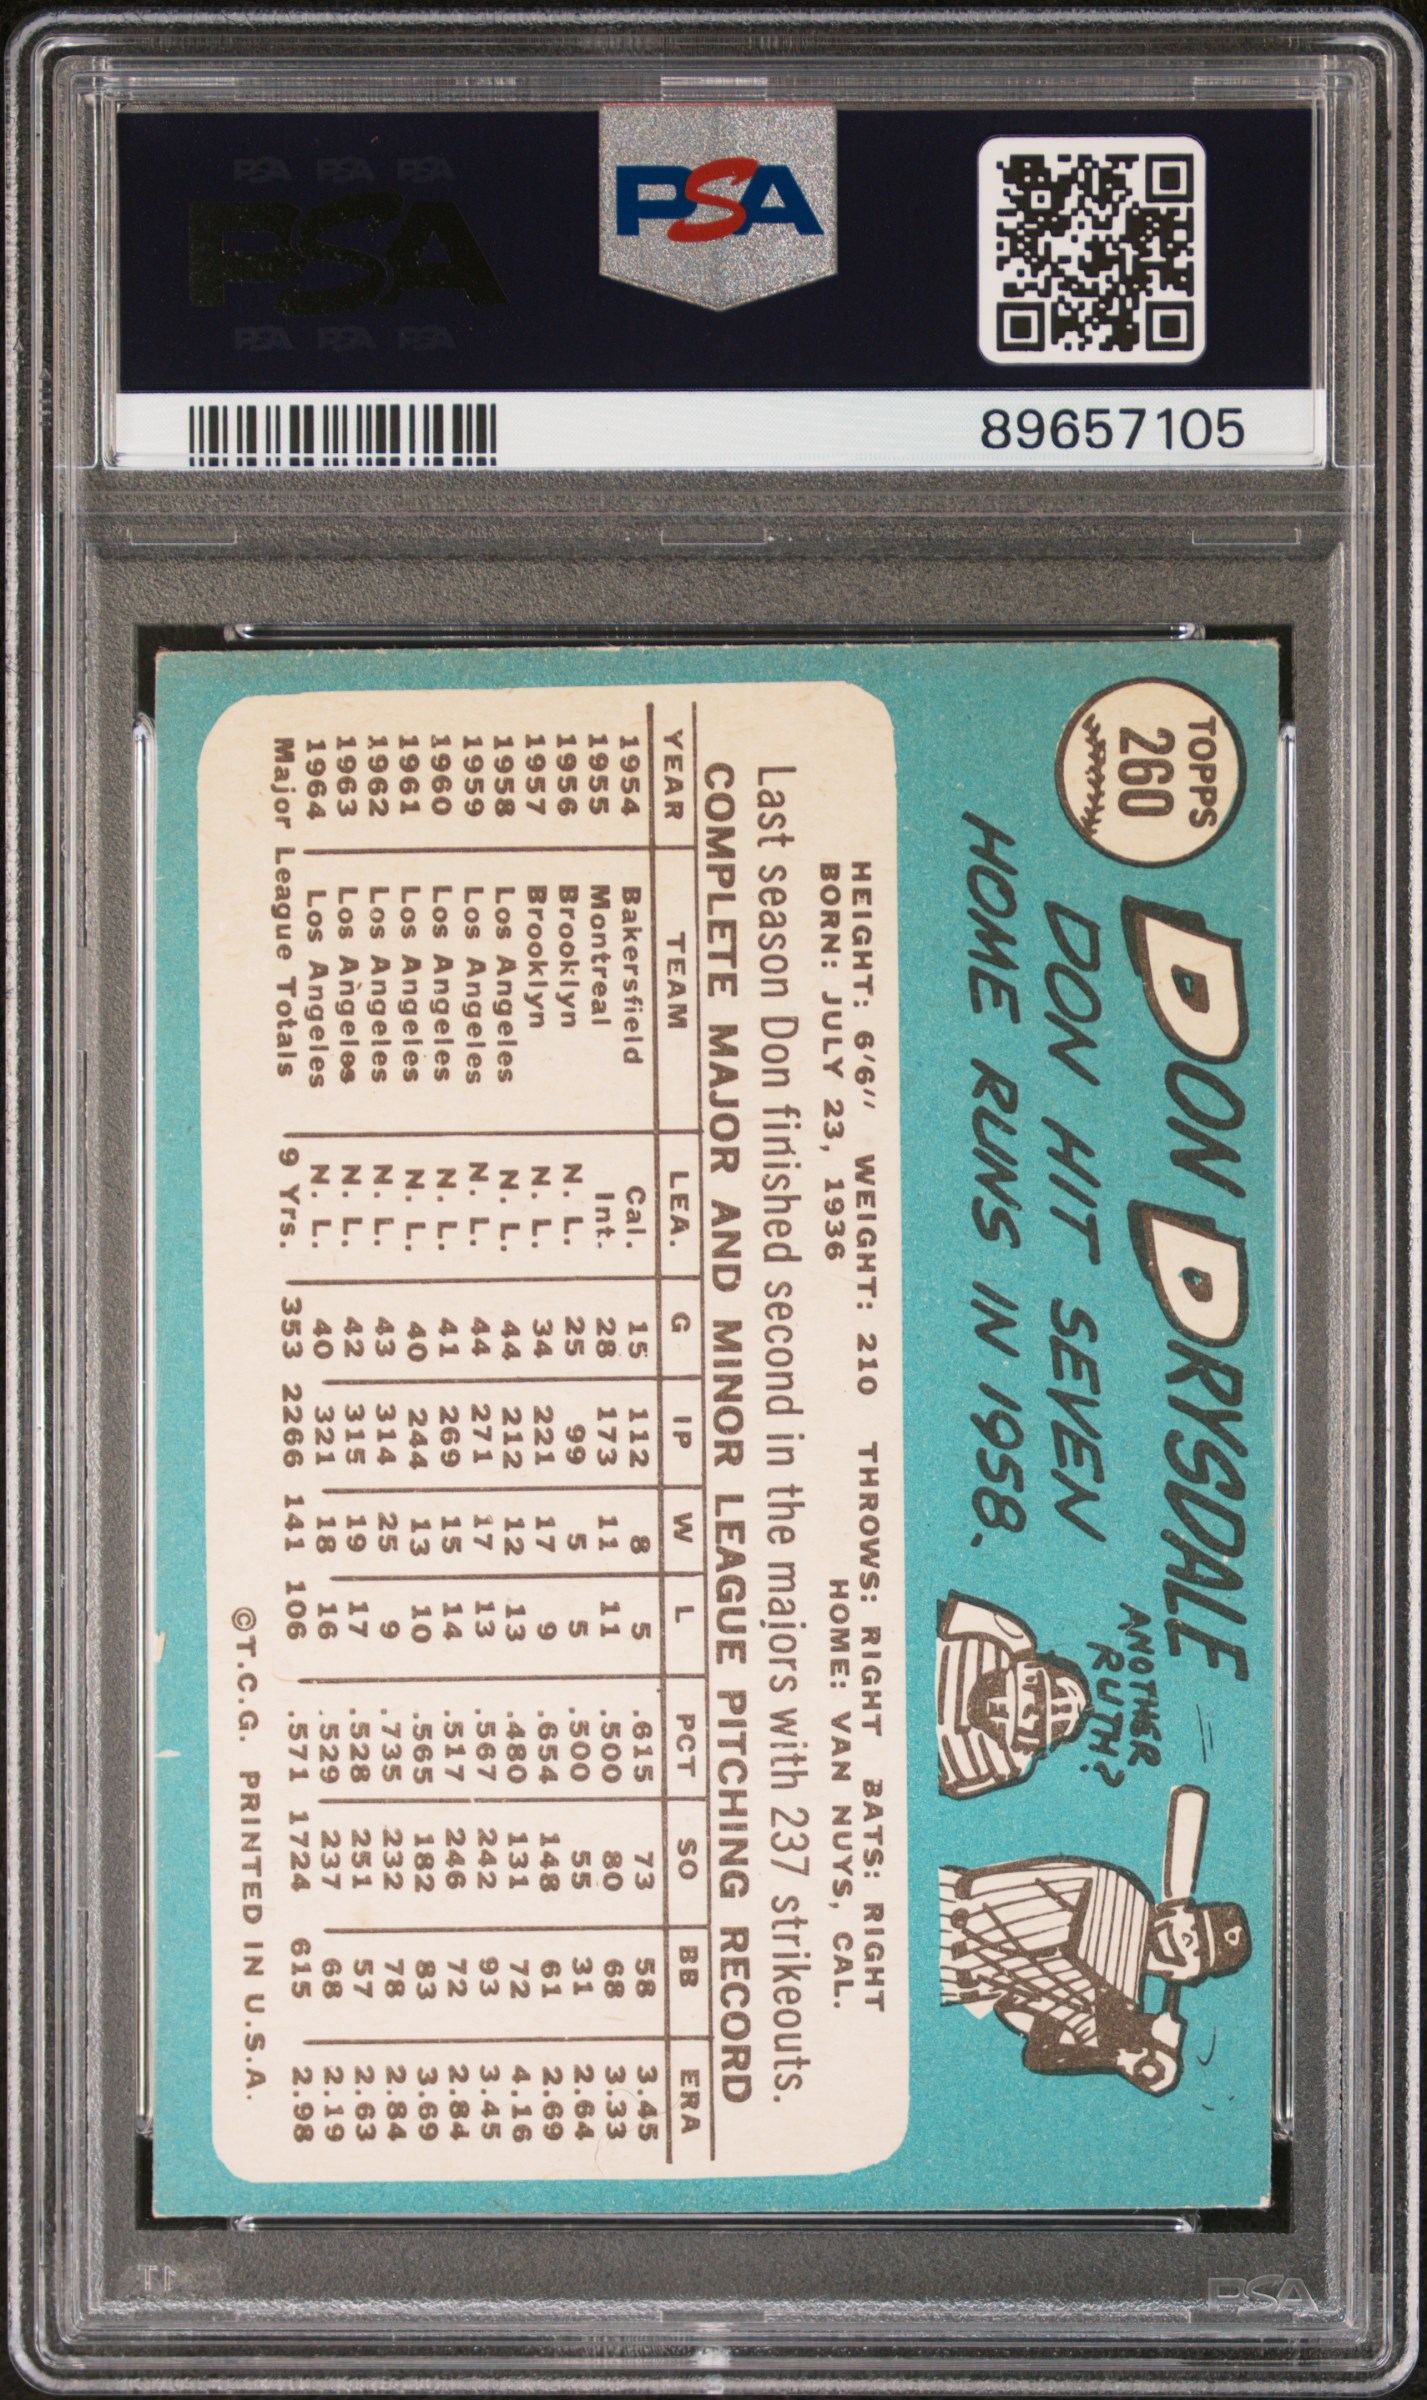 PSA PSA PSA
PSA
PSA PSA PSA
PSA
89657105
TOPPS
260
DON DRYSDALE
DON HIT SEVEN
HOME RUNS IN 1958.
ANOTHER
RUTH?
HEIGHT: 6'6" WEIGHT: 210 THROWS: RIGHT BATS: RIGHT
BORN: JULY 23, 1936 HOME: VAN NUYS, CAL.
Last season Don finished second in the majors with 237 strikeouts.
COMPLETE MAJOR AND MINOR LEAGUE PITCHING RECORD
YEAR TEAM LEA. G IP W L PCT SO BB ERA
1954 Bakersfield Cal. 15 112 8 5 .615 73 58 3.45
1955 Montreal Int. 28 173 11 11 .500 80 68 3.33
1956 Brooklyn N. L. 25 99 5 5 .500 55 31 2.64
1957 Brooklyn N. L. 34 221 17 9 .654 148 61 2.69
1958 Los Angeles N. L. 44 212 12 13 .480 131 72 4.16
1959 Los Angeles N. L. 44 271 17 13 .567 242 93 3.45
1960 Los Angeles N. L. 41 269 15 14 .517 246 72 2.84
1961 Los Angeles N. L. 40 244 13 10 .565 182 83 3.69
1962 Los Angeles N. L. 43 314 25 9 .735 232 78 2.84
1963 Los Angeles N. L. 42 315 19 17 .528 251 57 2.63
1964 Los Angeles N. L. 40 321 18 16 .529 237 68 2.19
Major League Totals 9 Yrs. 353 2266 141 106 .571 1724 615 2.98
©T.C.G. PRINTED IN U.S.A.
PSA